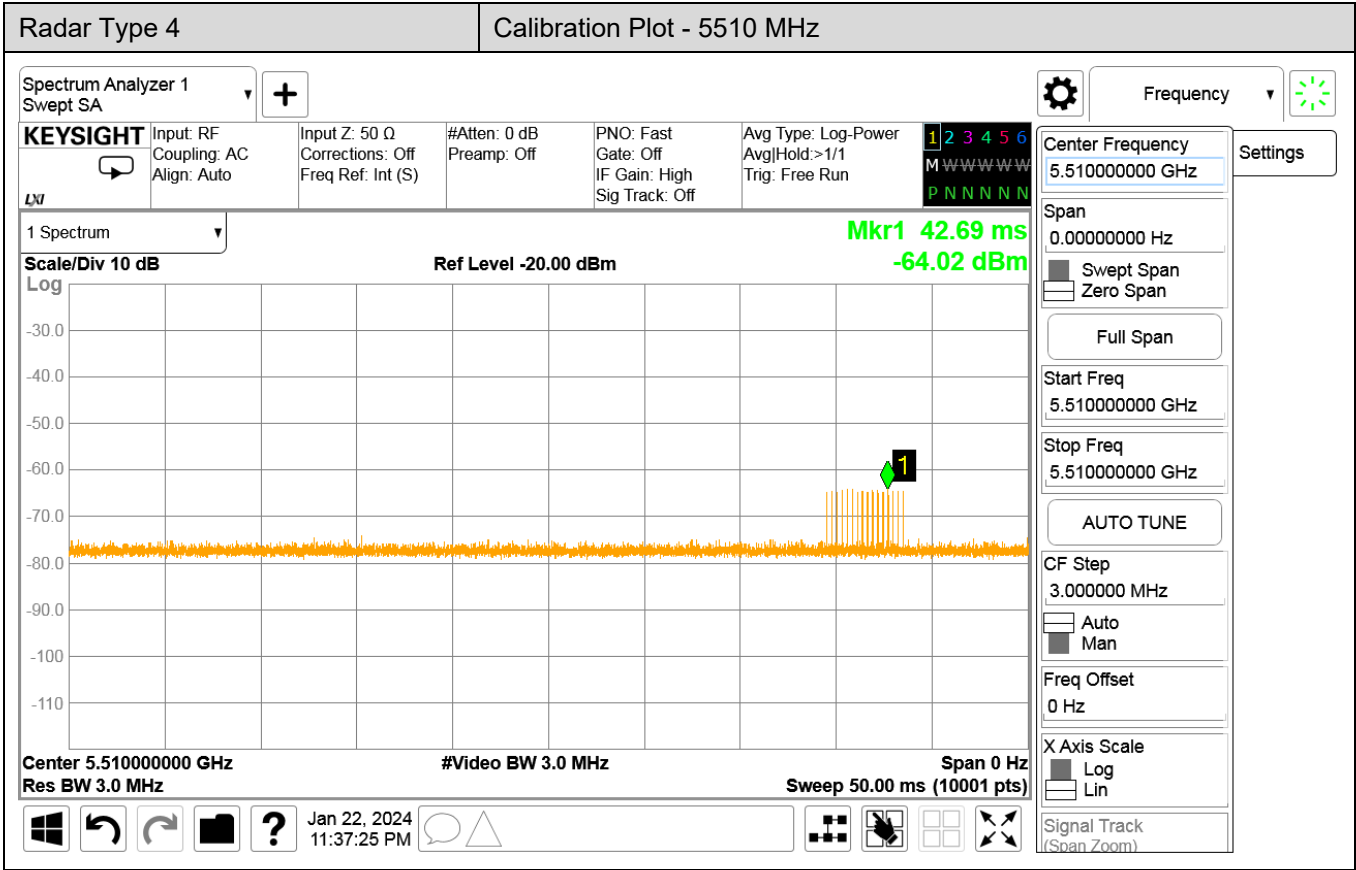 Radar Type 4
Calibration Plot - 5510 MHz
Spectrum Analyzer 1
Swept SA
Frequency
KEYSIGHT
LXI
Input: RF
Coupling: AC
Align: Auto
Input Z: 50 Ω
Corrections: Off
Freq Ref: Int (S)
#Atten: 0 dB
Preamp: Off
PNO: Fast
Gate: Off
IF Gain: High
Sig Track: Off
Avg Type: Log-Power
Avg|Hold:>1/1
Trig: Free Run
1 2 3 4 5 6
M W W W W W
P N N N N N
1 Spectrum
Scale/Div 10 dB
Log
Ref Level -20.00 dBm
Mkr1 42.69 ms
-64.02 dBm
-30.0
-40.0
-50.0
-60.0
-70.0
-80.0
-90.0
-100
-110
1
Center 5.510000000 GHz
Res BW 3.0 MHz
#Video BW 3.0 MHz
Span 0 Hz
Sweep 50.00 ms (10001 pts)
Jan 22, 2024
11:37:25 PM
?
Center Frequency
5.510000000 GHz
Settings
Span
0.00000000 Hz
Swept Span
Zero Span
Full Span
Start Freq
5.510000000 GHz
Stop Freq
5.510000000 GHz
AUTO TUNE
CF Step
3.000000 MHz
Auto
Man
Freq Offset
0 Hz
X Axis Scale
Log
Lin
Signal Track
(Span Zoom)